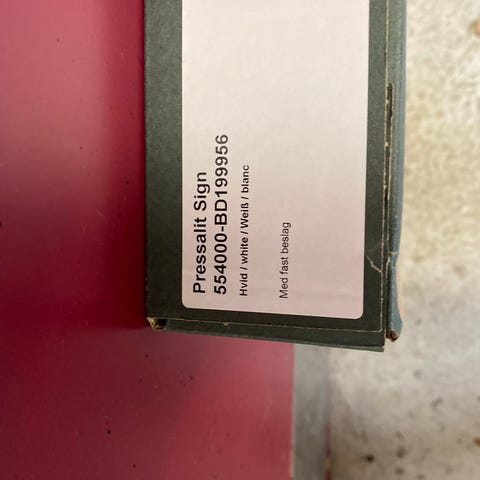 Pressalit Sign
554000-BD199956
Hvid / white / Weiß / blanc
Med fast beslag